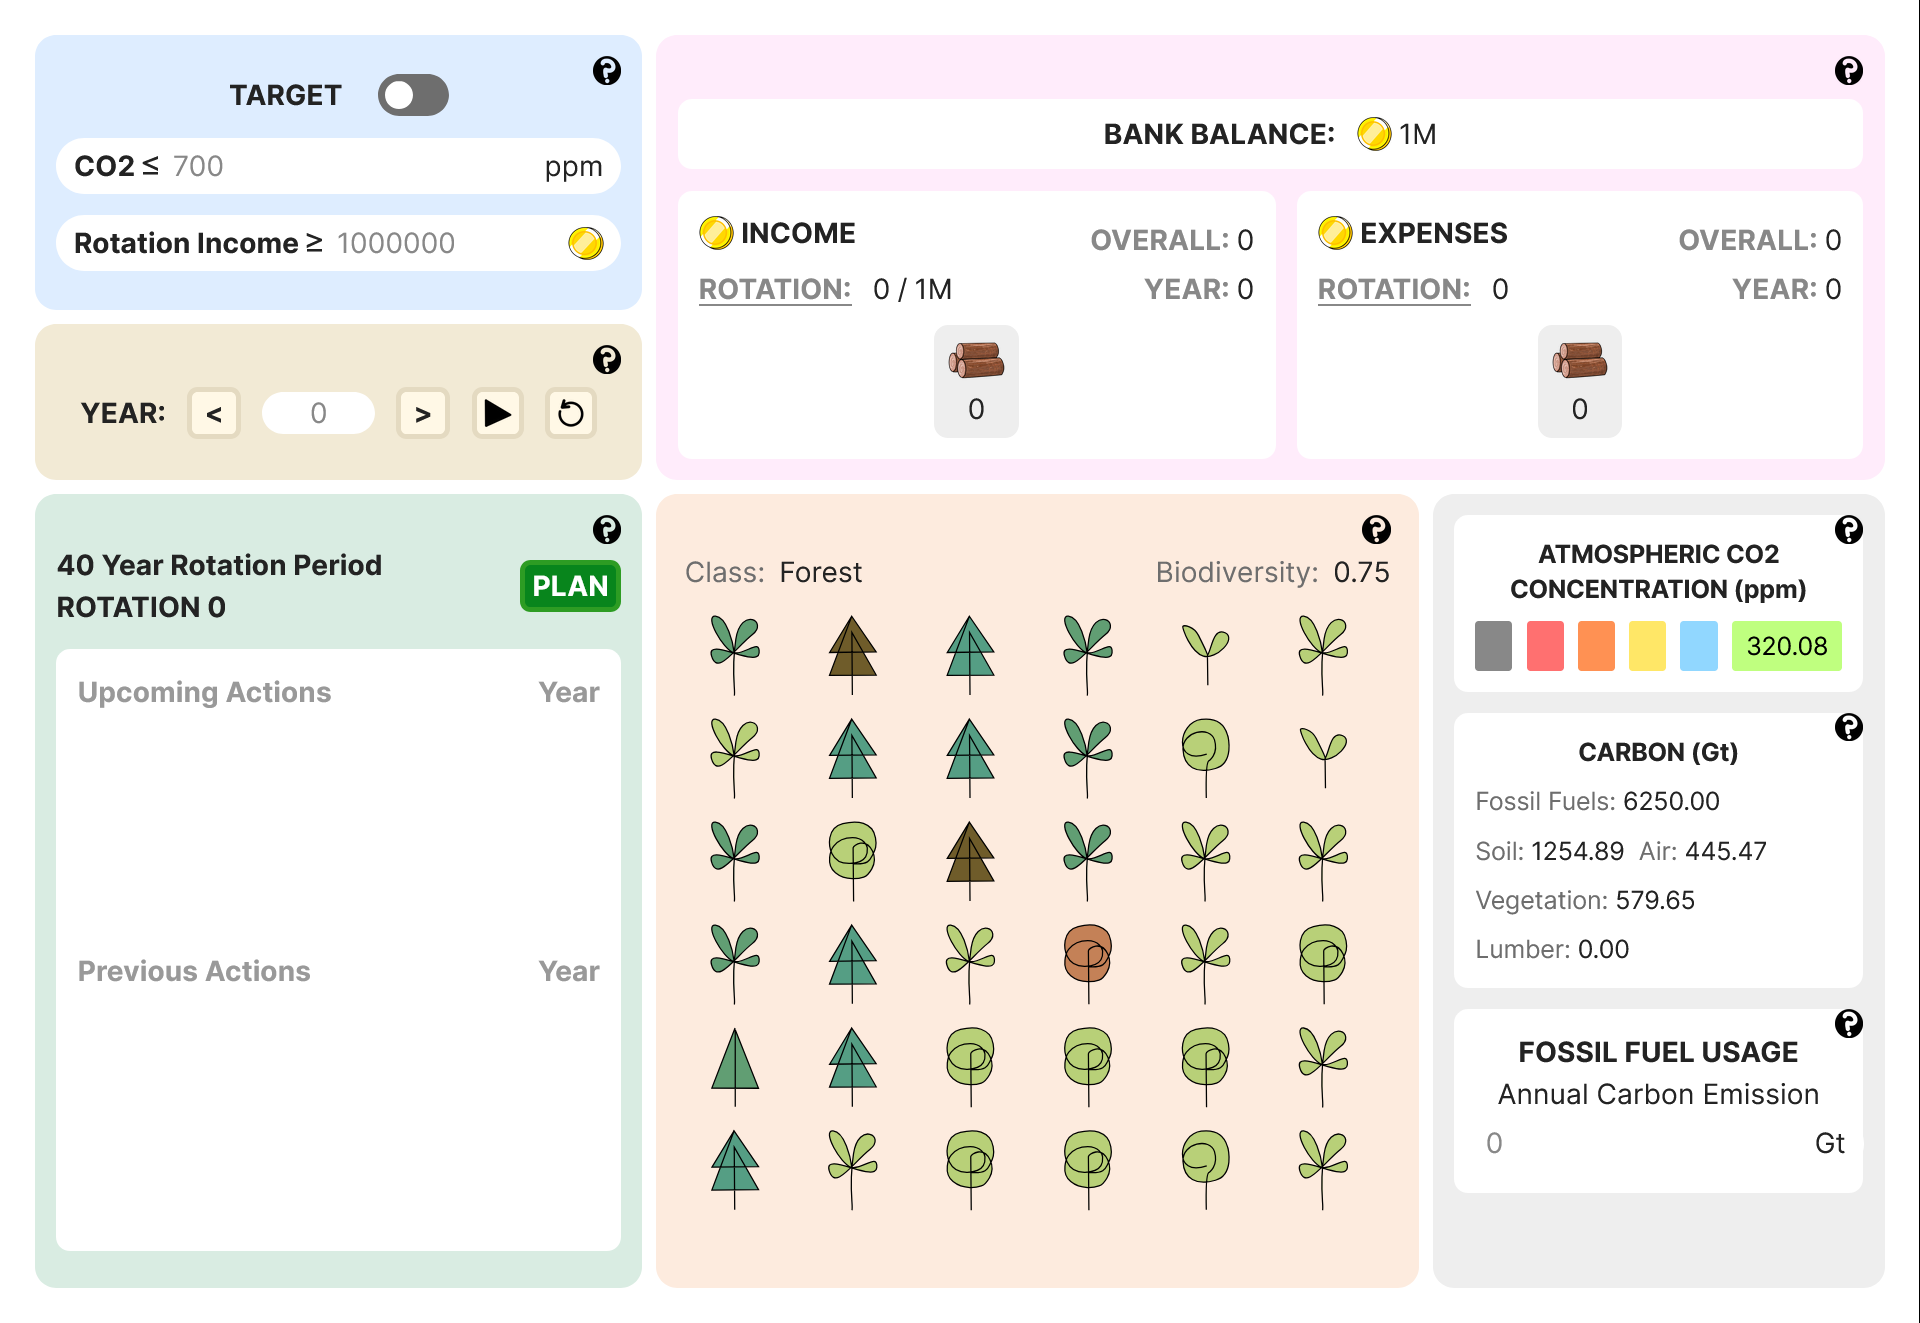 TARGET
CO2 ≤ 700 ppm
Rotation Income ≥ 1000000
YEAR: < 0 >
BANK BALANCE: 1M
INCOME
OVERALL: 0
ROTATION: 0 / 1M
YEAR: 0
0
EXPENSES
OVERALL: 0
ROTATION: 0
YEAR: 0
0
40 Year Rotation Period
ROTATION 0
PLAN
Upcoming Actions Year
Previous Actions Year
Class: Forest
Biodiversity: 0.75
ATMOSPHERIC CO2
CONCENTRATION (ppm)
320.08
CARBON (Gt)
Fossil Fuels: 6250.00
Soil: 1254.89 Air: 445.47
Vegetation: 579.65
Lumber: 0.00
FOSSIL FUEL USAGE
Annual Carbon Emission
0 Gt